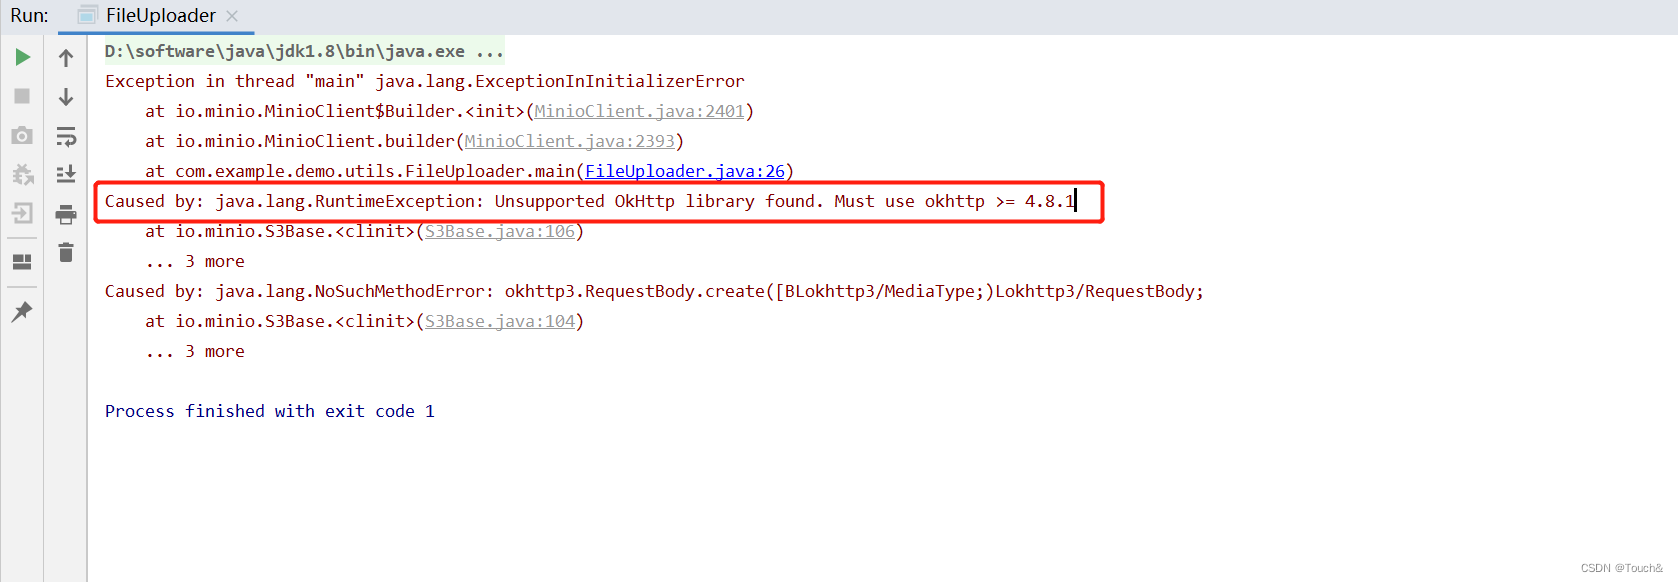 Run: FileUploader ×
D:\software\java\jdk1.8\bin\java.exe ...
Exception in thread "main" java.lang.ExceptionInInitializerError
at io.minio.MinioClient$Builder.<init>(MinioClient.java:2401)
at io.minio.MinioClient.builder(MinioClient.java:2393)
at com.example.demo.utils.FileUploader.main(FileUploader.java:26)
Caused by: java.lang.RuntimeException: Unsupported OkHttp library found. Must use okhttp >= 4.8.1
at io.minio.S3Base.<clinit>(S3Base.java:106)
... 3 more
Caused by: java.lang.NoSuchMethodError: okhttp3.RequestBody.create([BLokhttp3/MediaType;)Lokhttp3/RequestBody;
at io.minio.S3Base.<clinit>(S3Base.java:104)
... 3 more
Process finished with exit code 1
CSDN @Touch&